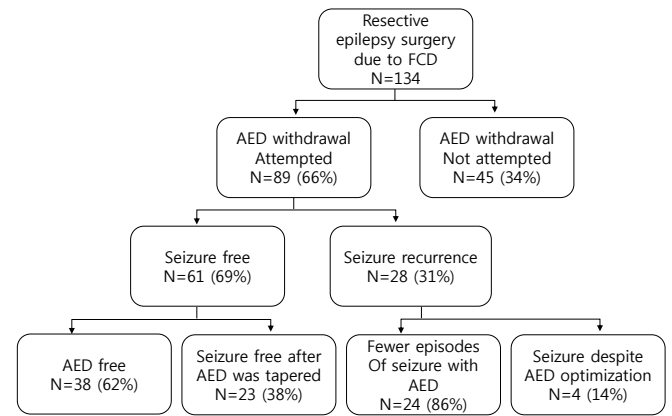 Resective
epilepsy surgery
due to FCD
N=134
AED withdrawal
Attempted
N=89 (66%)
AED withdrawal
Not attempted
N=45 (34%)
Seizure free
N=61 (69%)
Seizure recurrence
N=28 (31%)
AED free
N=38 (62%)
Seizure free after
AED was tapered
N=23 (38%)
Fewer episodes
Of seizure with
AED
N=24 (86%)
Seizure despite
AED optimization
N=4 (14%)